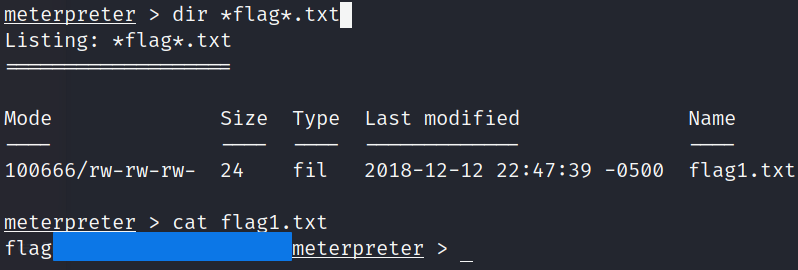 meterpreter > dir *flag*.txt
Listing: *flag*.txt
===================
Mode Size Type Last modified Name
---- ---- ---- ------------- ----
100666/rw-rw-rw- 24 fil 2018-12-12 22:47:39 -0500 flag1.txt
meterpreter > cat flag1.txt
flag meterpreter > _